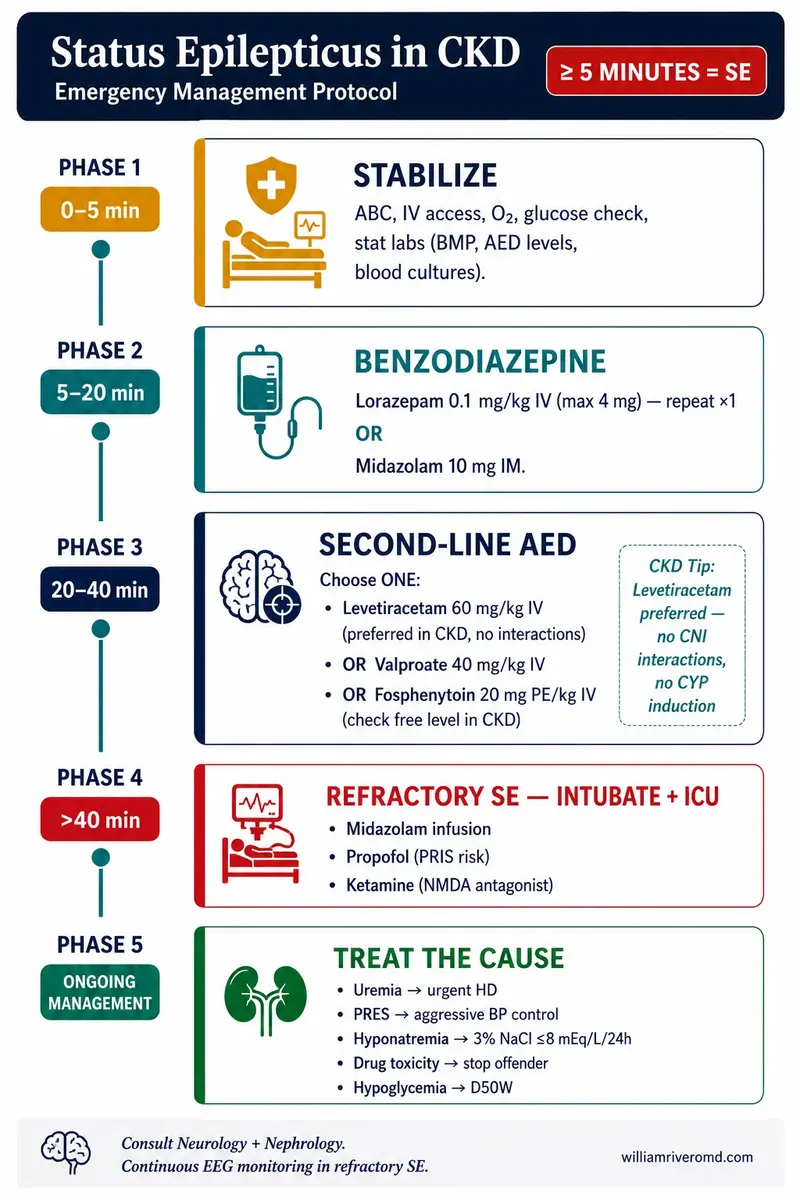 Status Epilepticus in CKD
Emergency Management Protocol
≥ 5 MINUTES = SE
PHASE 1
0–5 min
STABILIZE
ABC, IV access, O₂, glucose check,
stat labs (BMP, AED levels,
blood cultures).
PHASE 2
5–20 min
BENZODIAZEPINE
Lorazepam 0.1 mg/kg IV (max 4 mg) — repeat ×1
OR
Midazolam 10 mg IM.
PHASE 3
20–40 min
SECOND-LINE AED
Choose ONE:
• Levetiracetam 60 mg/kg IV
(preferred in CKD, no interactions)
• OR Valproate 40 mg/kg IV
• OR Fosphenytoin 20 mg PE/kg IV
(check free level in CKD)
CKD Tip:
Levetiracetam
preferred —
no CNI
interactions,
no CYP
induction
PHASE 4
>40 min
REFRACTORY SE — INTUBATE + ICU
• Midazolam infusion
• Propofol (PRIS risk)
• Ketamine (NMDA antagonist)
PHASE 5
ONGOING
MANAGEMENT
TREAT THE CAUSE
• Uremia → urgent HD
• PRES → aggressive BP control
• Hyponatremia → 3% NaCl ≤8 mEq/L/24h
• Drug toxicity → stop offender
• Hypoglycemia → D50W
Consult Neurology + Nephrology.
Continuous EEG monitoring in refractory SE.
williamriveromd.com